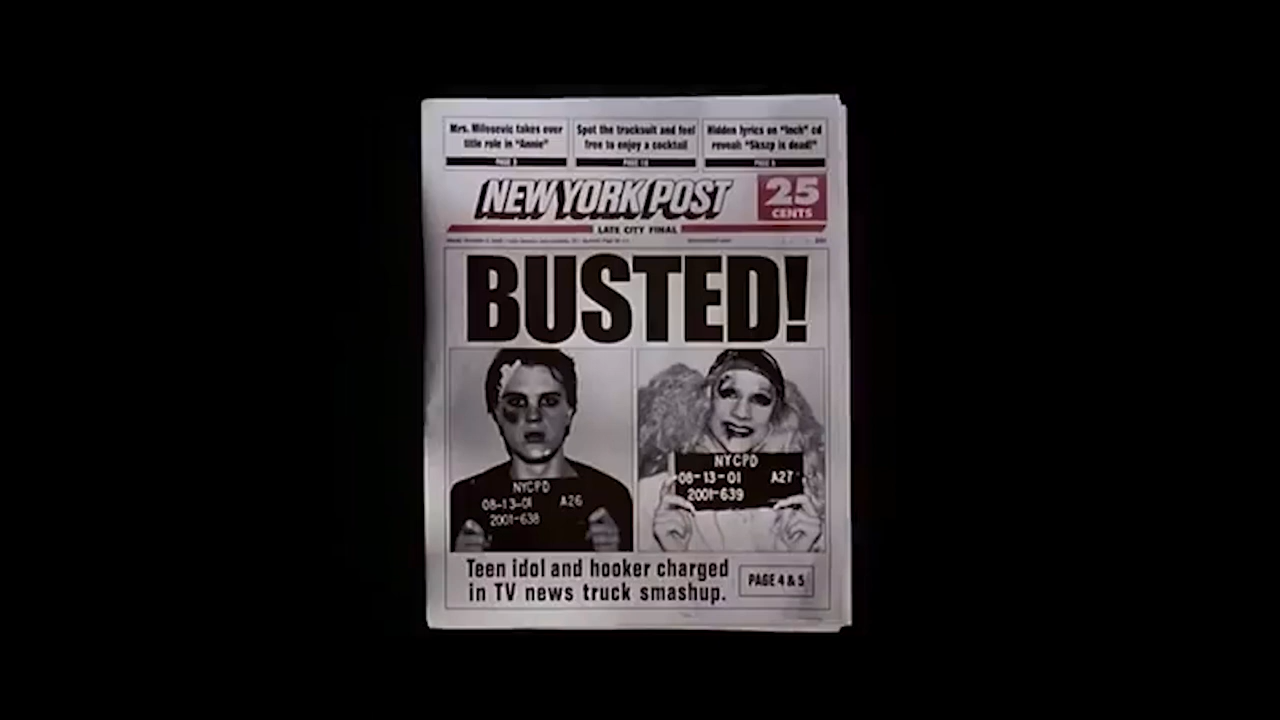 Mrs. Milosevic takes over
title role in "Annie"
PAGE 3
Spot the tracksuit and feel
free to enjoy a cocktail
PAGE 14
Hidden lyrics on "Inch" cd
reveal: "Skszp is dead!"
PAGE 5
NEW YORK POST
25
CENTS
LATE CITY FINAL
BUSTED!
NYCPD
08-13-01 A26
2001-638
NYCPD
08-13-01 A27
2001-639
Teen idol and hooker charged
in TV news truck smashup.
PAGE 4 & 5